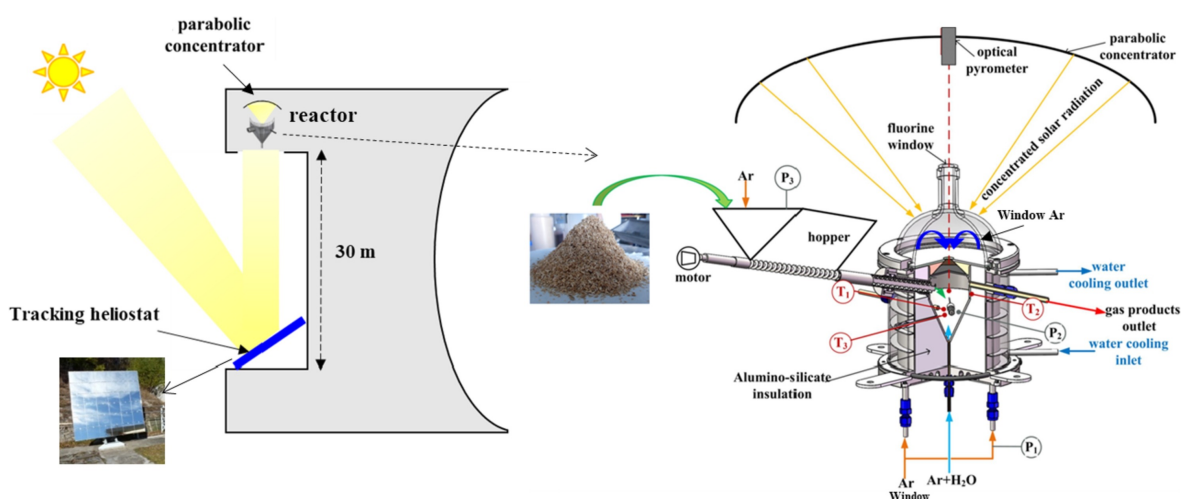 parabolic
concentrator
reactor
30 m
Tracking heliostat
parabolic
concentrator
optical
pyrometer
concentrated solar radiation
fluorine
window
Ar
P3
Window Ar
hopper
motor
water
cooling outlet
T1
T2
gas products
outlet
P2
T3
water cooling
inlet
Alumino-silicate
insulation
P1
Ar
Window
Ar+H₂O